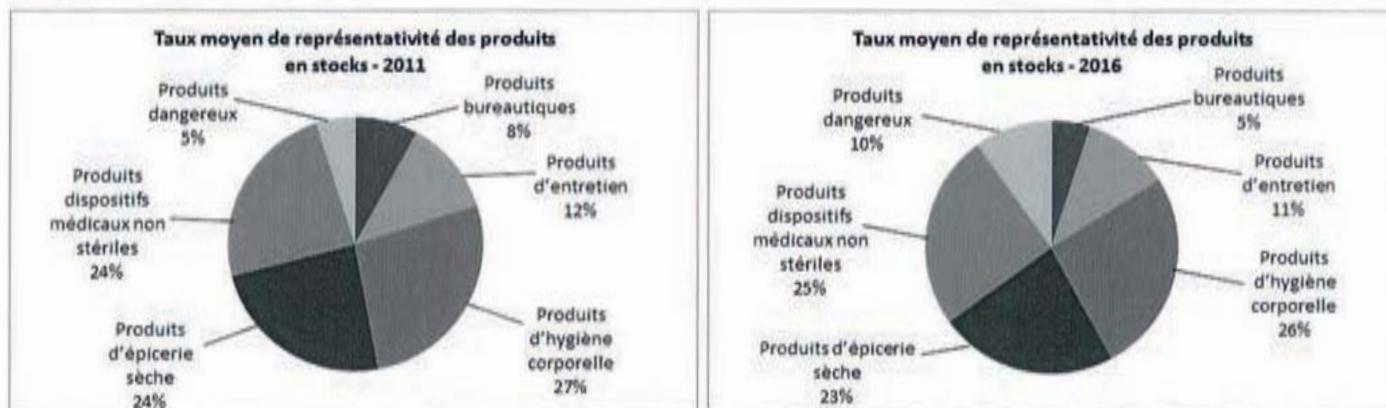 Taux moyen de représentativité des produits
en stocks - 2011
Produits
dangereux
5%
Produits
bureautiques
8%
Produits
d'entretien
12%
Produits
dispositifs
médicaux non
stériles
24%
Produits
d'épicerie
sèche
24%
Produits
d'hygiène
corporelle
27%
Taux moyen de représentativité des produits
en stocks - 2016
Produits
dangereux
10%
Produits
bureautiques
5%
Produits
d'entretien
11%
Produits
dispositifs
médicaux non
stériles
25%
Produits
d'hygiène
corporelle
26%
Produits d'épicerie
sèche
23%